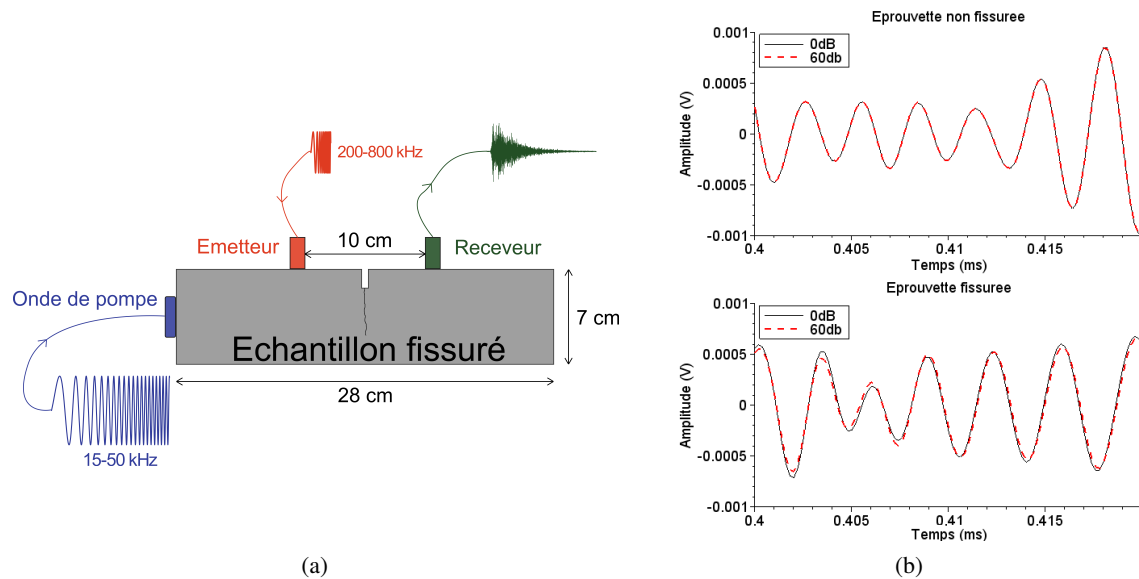 200-800 kHz
Emetteur
10 cm
Receveur
Onde de pompe
Echantillon fissuré
7 cm
28 cm
15-50 kHz
(a)
Eprouvette non fissuree
0dB
60db
0.001
0.0005
0
-0.0005
-0.001
Amplitude (V)
0.4
0.405
0.41
0.415
Temps (ms)
Eprouvette fissuree
0dB
60db
0.001
0.0005
0
-0.0005
-0.001
Amplitude (V)
0.4
0.405
0.41
0.415
Temps (ms)
(b)